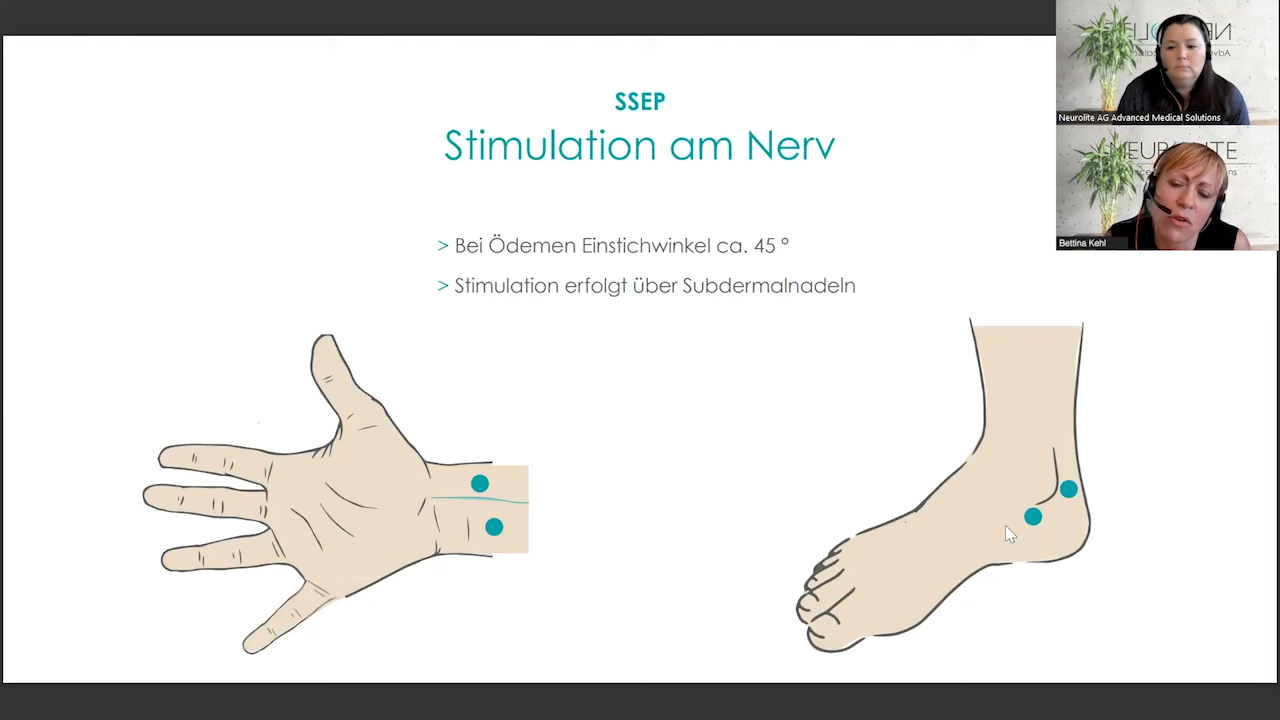 SSEP
Stimulation am Nerv
> Bei Ödemen Einstichwinkel ca. 45 °
> Stimulation erfolgt über Subdermalnadeln
Neurolite AG Advanced Medical Solutions
Bettina Kehl